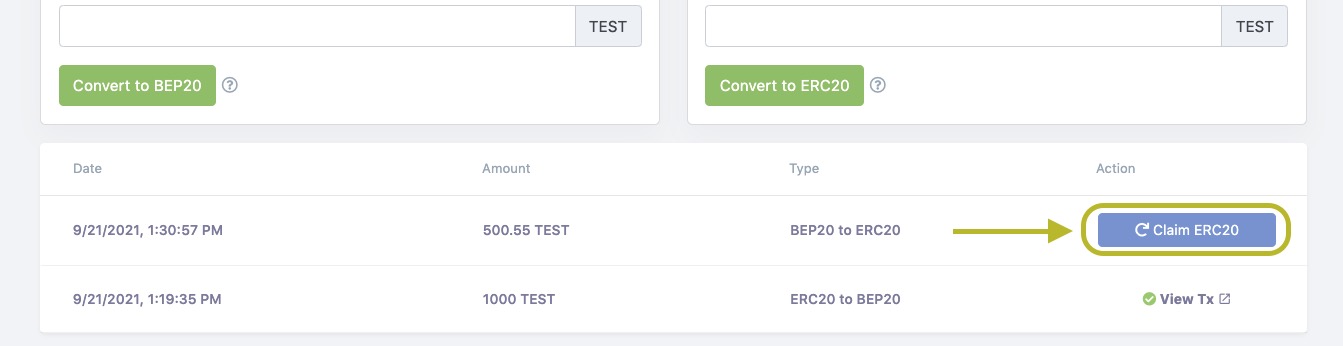 TEST TEST
Convert to BEP20 ? Convert to ERC20 ?
Date Amount Type Action
9/21/2021, 1:30:57 PM 500.55 TEST BEP20 to ERC20 Claim ERC20
9/21/2021, 1:19:35 PM 1000 TEST ERC20 to BEP20 View Tx